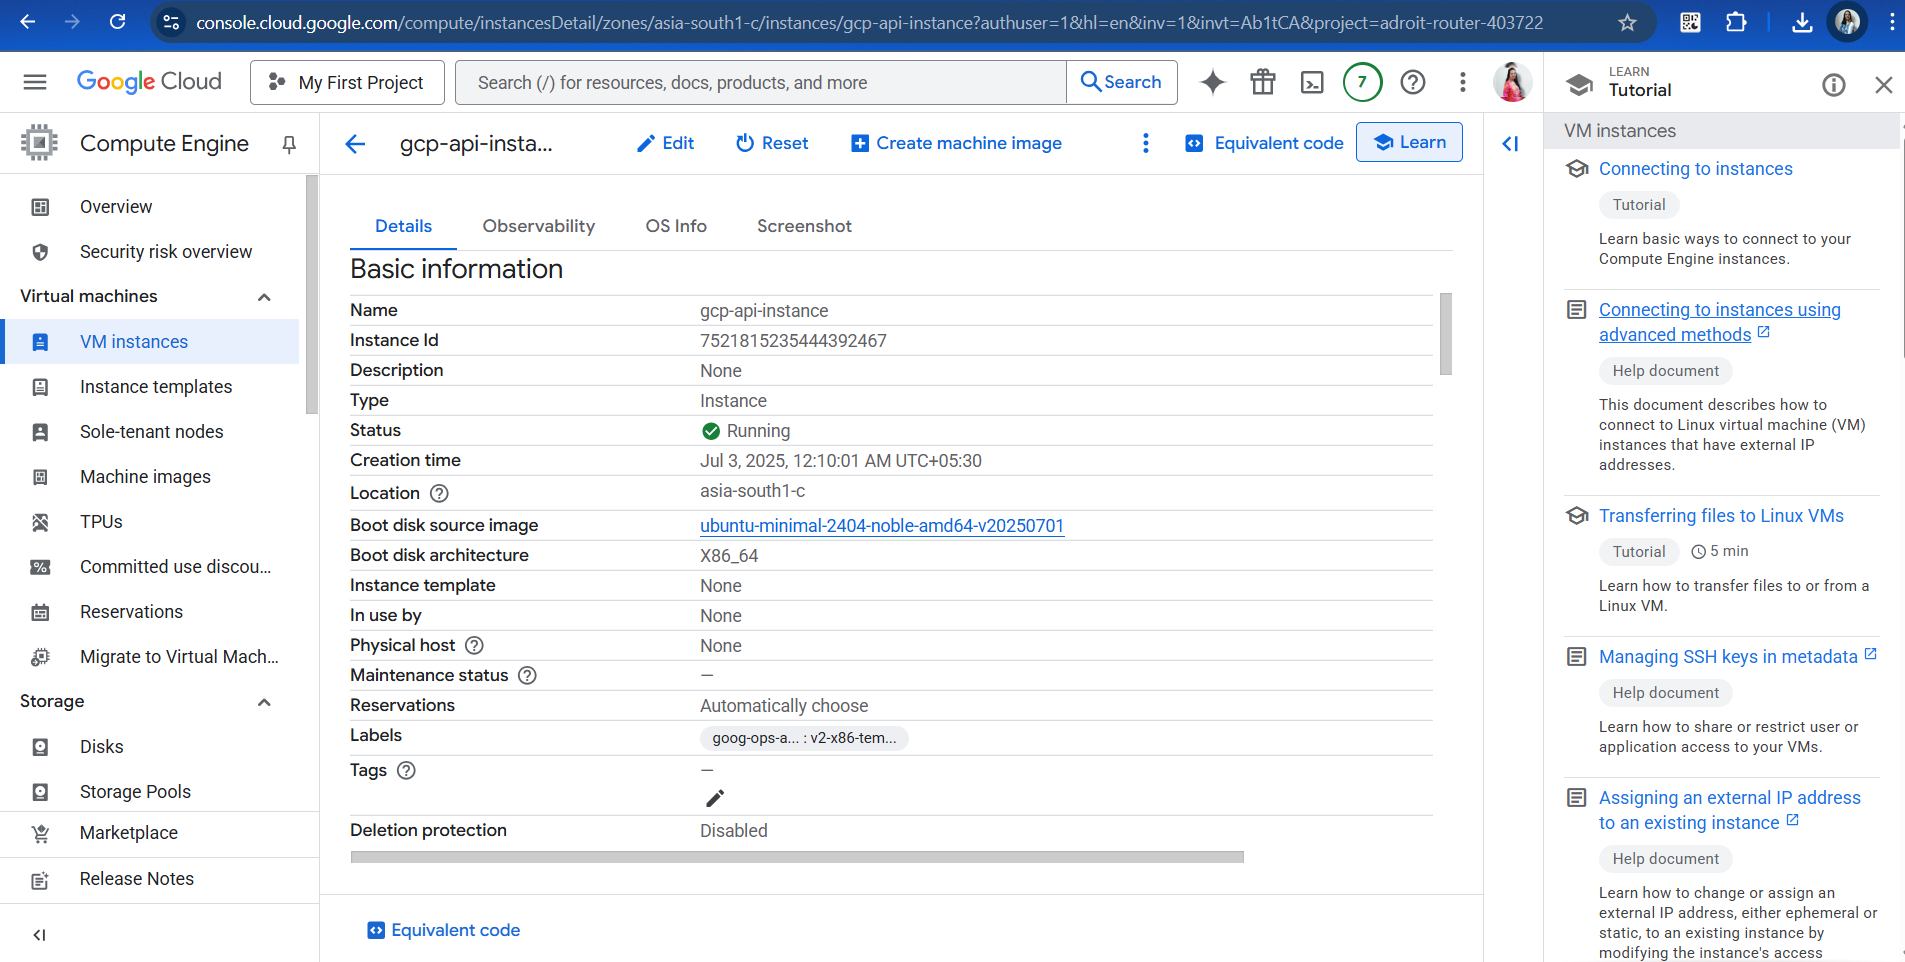 console.cloud.google.com/compute/instancesDetail/zones/asia-south1-c/instances/gcp-api-instance?authuser=1&hl=en&inv=1&invt=Ab1tCA&project=adroit-router-403722
Google Cloud
My First Project
Search (/) for resources, docs, products, and more
Search
7
LEARN
Tutorial
Compute Engine
gcp-api-insta...
Edit
Reset
Create machine image
Equivalent code
Learn
Overview
Security risk overview
Virtual machines
VM instances
Instance templates
Sole-tenant nodes
Machine images
TPUs
Committed use discou...
Reservations
Migrate to Virtual Mach...
Storage
Disks
Storage Pools
Marketplace
Release Notes
Details
Observability
OS Info
Screenshot
Basic information
Name gcp-api-instance
Instance Id 7521815235444392467
Description None
Type Instance
Status Running
Creation time Jul 3, 2025, 12:10:01 AM UTC+05:30
Location asia-south1-c
Boot disk source image ubuntu-minimal-2404-noble-amd64-v20250701
Boot disk architecture X86_64
Instance template None
In use by None
Physical host None
Maintenance status —
Reservations Automatically choose
Labels goog-ops-a... : v2-x86-tem...
Tags —
Deletion protection Disabled
Equivalent code
VM instances
Connecting to instances
Tutorial
Learn basic ways to connect to your
Compute Engine instances.
Connecting to instances using
advanced methods
Help document
This document describes how to
connect to Linux virtual machine (VM)
instances that have external IP
addresses.
Transferring files to Linux VMs
Tutorial 5 min
Learn how to transfer files to or from a
Linux VM.
Managing SSH keys in metadata
Help document
Learn how to share or restrict user or
application access to your VMs.
Assigning an external IP address
to an existing instance
Help document
Learn how to change or assign an
external IP address, either ephemeral or
static, to an existing instance by
modifying the instance's access